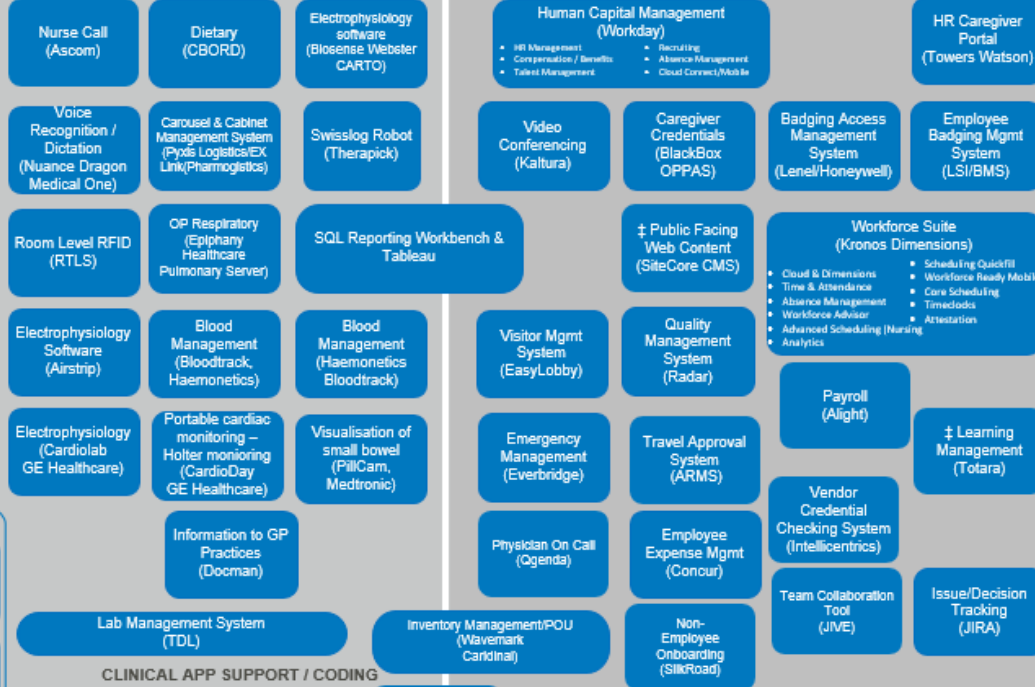 Nurse Call
(Ascom)
Dietary
(CBORD)
Electrophysiology
software
(Biosense Webster
CARTO)
Human Capital Management
(Workday)
• HR Management
• Compensation / Benefits
• Talent Management
• Recruiting
• Absence Management
• Cloud Connect/Mobile
HR Caregiver
Portal
(Towers Watson)
Voice
Recognition /
Dictation
(Nuance Dragon
Medical One)
Carousel & Cabinet
Management System
(Pyxis Logistics/EX
Link(Pharmogistics)
Swisslog Robot
(Therapick)
Video
Conferencing
(Kaltura)
Caregiver
Credentials
(BlackBox
OPPAS)
Badging Access
Management
System
(Lenel/Honeywell)
Employee
Badging Mgmt
System
(LSI/BMS)
Room Level RFID
(RTLS)
OP Respiratory
(Epiphany
Healthcare
Pulmonary Server)
SQL Reporting Workbench &
Tableau
‡ Public Facing
Web Content
(SiteCore CMS)
Workforce Suite
(Kronos Dimensions)
• Cloud & Dimensions
• Time & Attendance
• Absence Management
• Workforce Advisor
• Advanced Scheduling (Nursing
• Analytics
• Scheduling Quickfill
• Workforce Ready Mobil
• Core Scheduling
• Timeclocks
• Attestation
Electrophysiology
Software
(Airstrip)
Blood
Management
(Bloodtrack,
Haemonetics)
Blood
Management
(Haemonetics
Bloodtrack)
Visitor Mgmt
System
(EasyLobby)
Quality
Management
System
(Radar)
Payroll
(Alight)
Electrophysiology
(Cardiolab
GE Healthcare)
Portable cardiac
monitoring –
Holter monioring
(CardioDay
GE Healthcare)
Visualisation of
small bowel
(PillCam,
Medtronic)
Emergency
Management
(Everbridge)
Travel Approval
System
(ARMS)
‡ Learning
Management
(Totara)
Vendor
Credential
Checking System
(Intellicentrics)
Information to GP
Practices
(Docman)
Physician On Call
(Qgenda)
Employee
Expense Mgmt
(Concur)
Team Collaboration
Tool
(JIVE)
Issue/Decision
Tracking
(JIRA)
Lab Management System
(TDL)
Inventory Management/POU
(Wavemark
Caridinal)
Non-
Employee
Onboarding
(SilkRoad)
CLINICAL APP SUPPORT / CODING